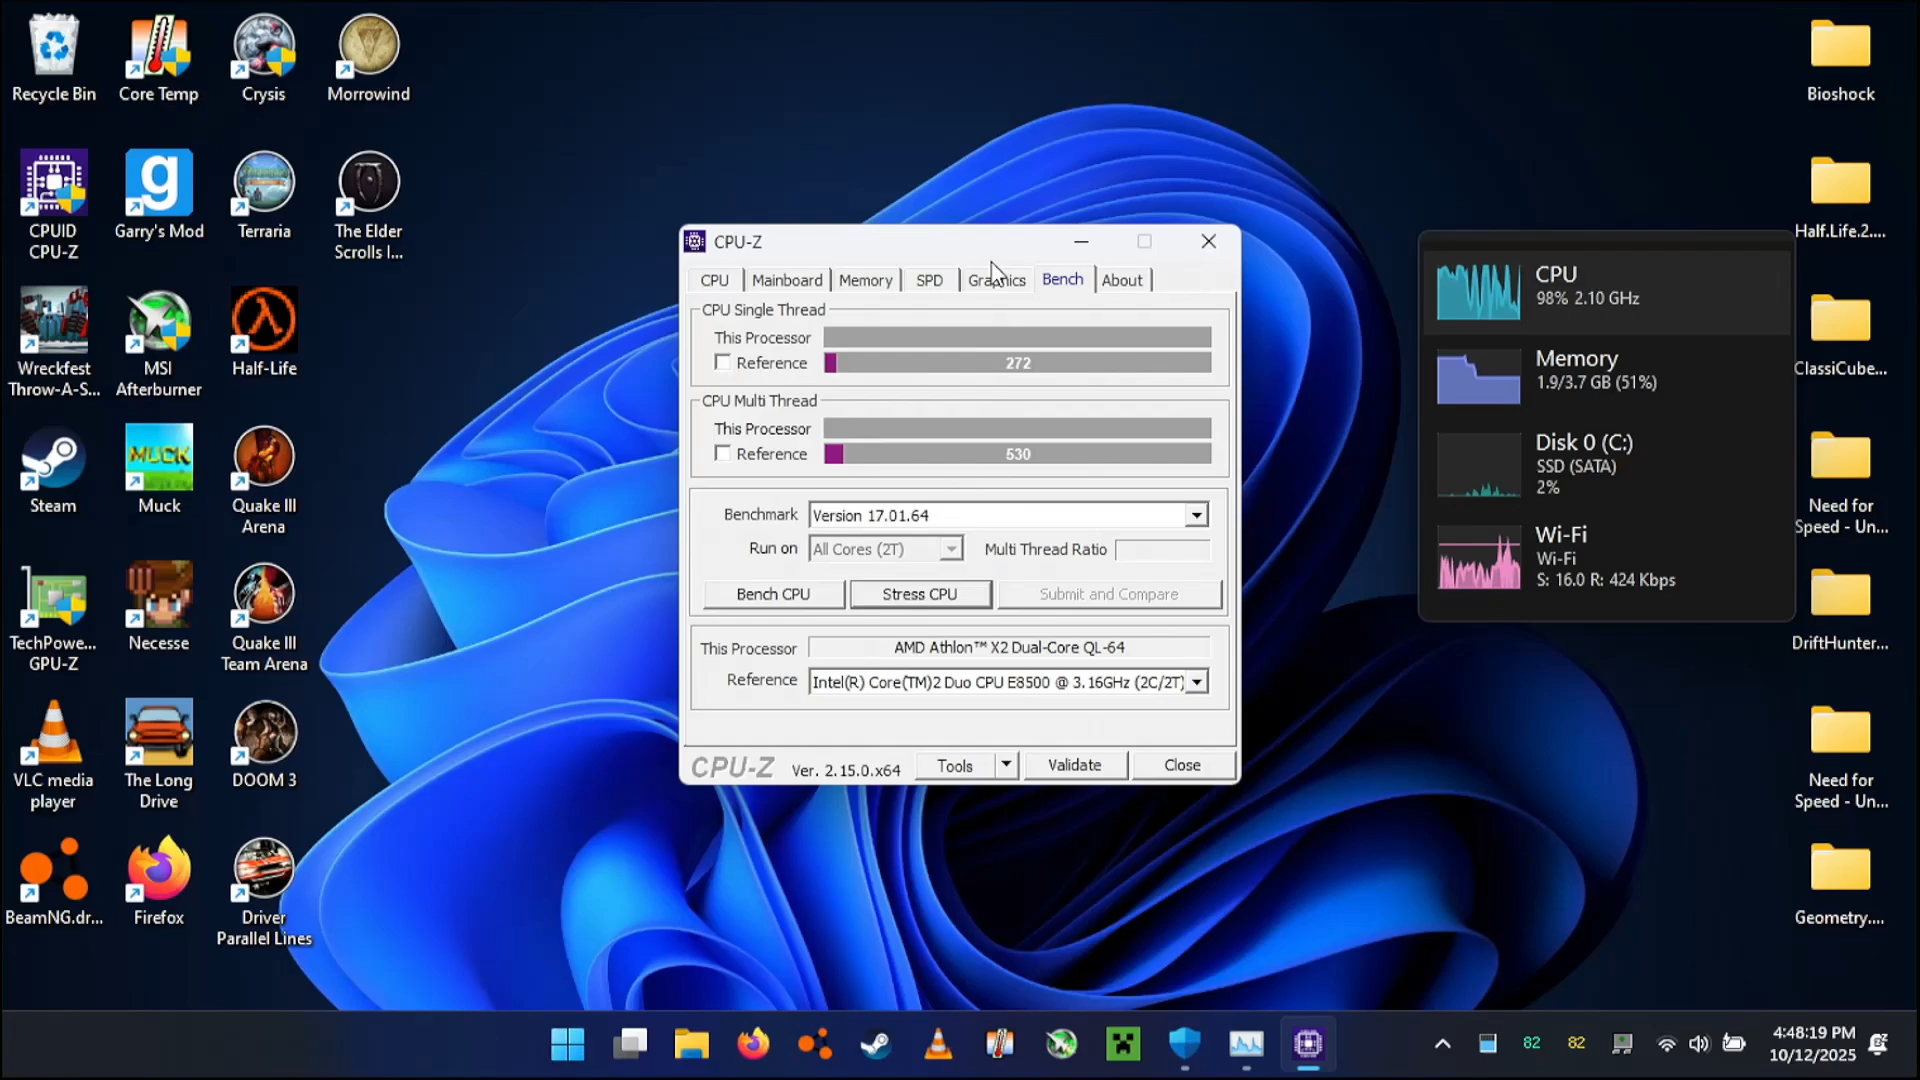 Recycle Bin
Core Temp
Crysis
Morrowind
CPUID
CPU-Z
Garry's Mod
Terraria
The Elder
Scrolls I...
Wreckfest
Throw-A-S...
MSI
Afterburner
Half-Life
Steam
MUCK
Muck
Quake III
Arena
TechPowe...
GPU-Z
Necesse
Quake III
Team Arena
VLC media
player
The Long
Drive
DOOM 3
BeamNG.dr...
Firefox
Driver
Parallel Lines
CPU-Z
CPU
Mainboard
Memory
SPD
Graphics
Bench
About
CPU Single Thread
This Processor
Reference
272
CPU Multi Thread
This Processor
Reference
530
Benchmark
Version 17.01.64
Run on
All Cores (2T)
Multi Thread Ratio
Bench CPU
Stress CPU
Submit and Compare
This Processor
AMD Athlon™ X2 Dual-Core QL-64
Reference
Intel(R) Core(TM)2 Duo CPU E8500 @ 3.16GHz (2C/2T)
CPU-Z
Ver. 2.15.0.x64
Tools
Validate
Close
CPU
98% 2.10 GHz
Memory
1.9/3.7 GB (51%)
Disk 0 (C:)
SSD (SATA)
2%
Wi-Fi
Wi-Fi
S: 16.0 R: 424 Kbps
Bioshock
Half.Life.2....
ClassiCube...
Need for
Speed - Un...
DriftHunter...
Need for
Speed - Un...
Geometry....
82
82
4:48:19 PM
10/12/2025